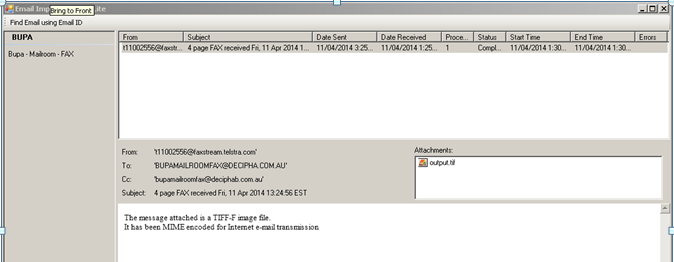 Email Imp Bring to Front ite
Find Email using Email ID
BUPA
Bupa - Mailroom - FAX
From Subject Date Sent Date Received Proce... Status Start Time End Time Errors
t11002556@faxstr... 4 page FAX received Fri, 11 Apr 2014 1... 11/04/2014 3:25... 11/04/2014 1:25... 1 Compl... 11/04/2014 1:30... 11/04/2014 1:30...
From: 't11002556@faxstream.telstra.com'
To: 'BUPAMAILROOMFAX@DECIPHA.COM.AU'
Cc: 'bupamailroomfax@deciphab.com.au'
Subject: 4 page FAX received Fri, 11 Apr 2014 13:24:56 EST
Attachments:
output.tif
The message attached is a TIFF-F image file.
It has been MIME encoded for Internet e-mail transmission